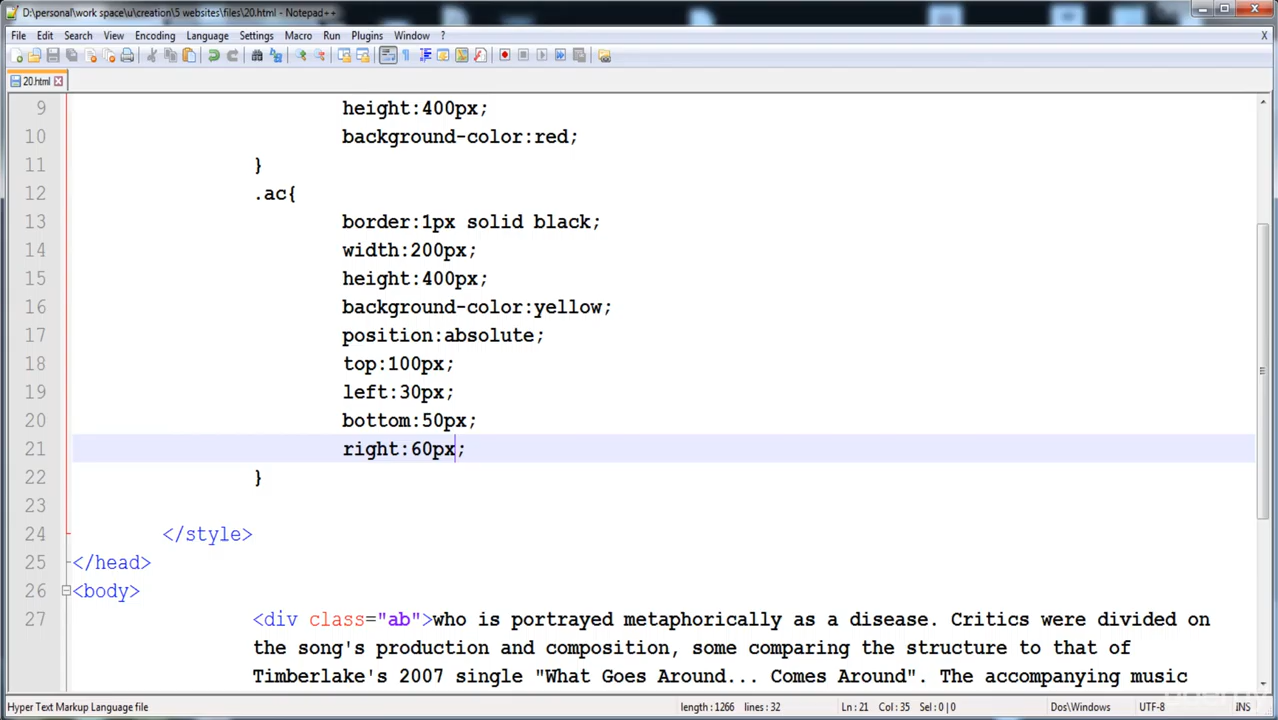 D:\personal\work space\u\creation\5 websites\files\20.html - Notepad++
File Edit Search View Encoding Language Settings Macro Run Plugins Window ? X
20.html
9 height:400px;
10 background-color:red;
11 }
12 .ac{
13 border:1px solid black;
14 width:200px;
15 height:400px;
16 background-color:yellow;
17 position:absolute;
18 top:100px;
19 left:30px;
20 bottom:50px;
21 right:60px;
22 }
23
24 </style>
25 </head>
26 <body>
27 <div class="ab">who is portrayed metaphorically as a disease. Critics were divided on
the song's production and composition, some comparing the structure to that of
Timberlake's 2007 single "What Goes Around... Comes Around". The accompanying music
Hyper Text Markup Language file length : 1266 lines : 32 Ln : 21 Col : 35 Sel : 0 | 0 Dos\Windows UTF-8 INS